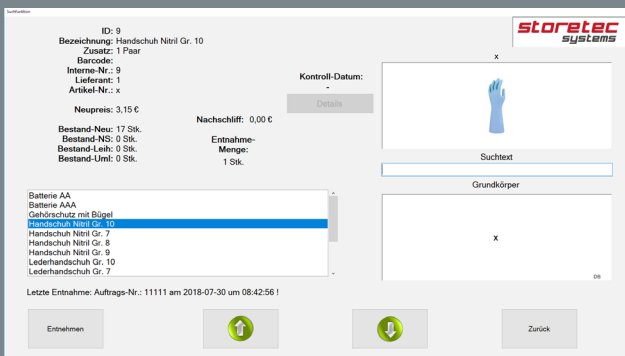 Suchfunktion
ID: 9
Bezeichnung: Handschuh Nitril Gr. 10
Zusatz: 1 Paar
Barcode:
Interne-Nr.: 9
Lieferant: 1
Artikel-Nr.: x
Neupreis: 3,15 €
Nachschliff: 0,00 €
Bestand-Neu: 17 Stk.
Bestand-NS: 0 Stk.
Bestand-Leih: 0 Stk.
Bestand-Uml: 0 Stk.
Entnahme-
Menge:
1 Stk.
Kontroll-Datum:
-
Details
storetec
systems
x
Suchtext
Grundkörper
x
DB
Batterie AA
Batterie AAA
Gehörschutz mit Bügel
Handschuh Nitril Gr. 10
Handschuh Nitril Gr. 7
Handschuh Nitril Gr. 8
Handschuh Nitril Gr. 9
Lederhandschuh Gr. 10
Lederhandschuh Gr. 7
Letzte Entnahme: Auftrags-Nr.: 11111 am 2018-07-30 um 08:42:56 !
Entnehmen
Zurück